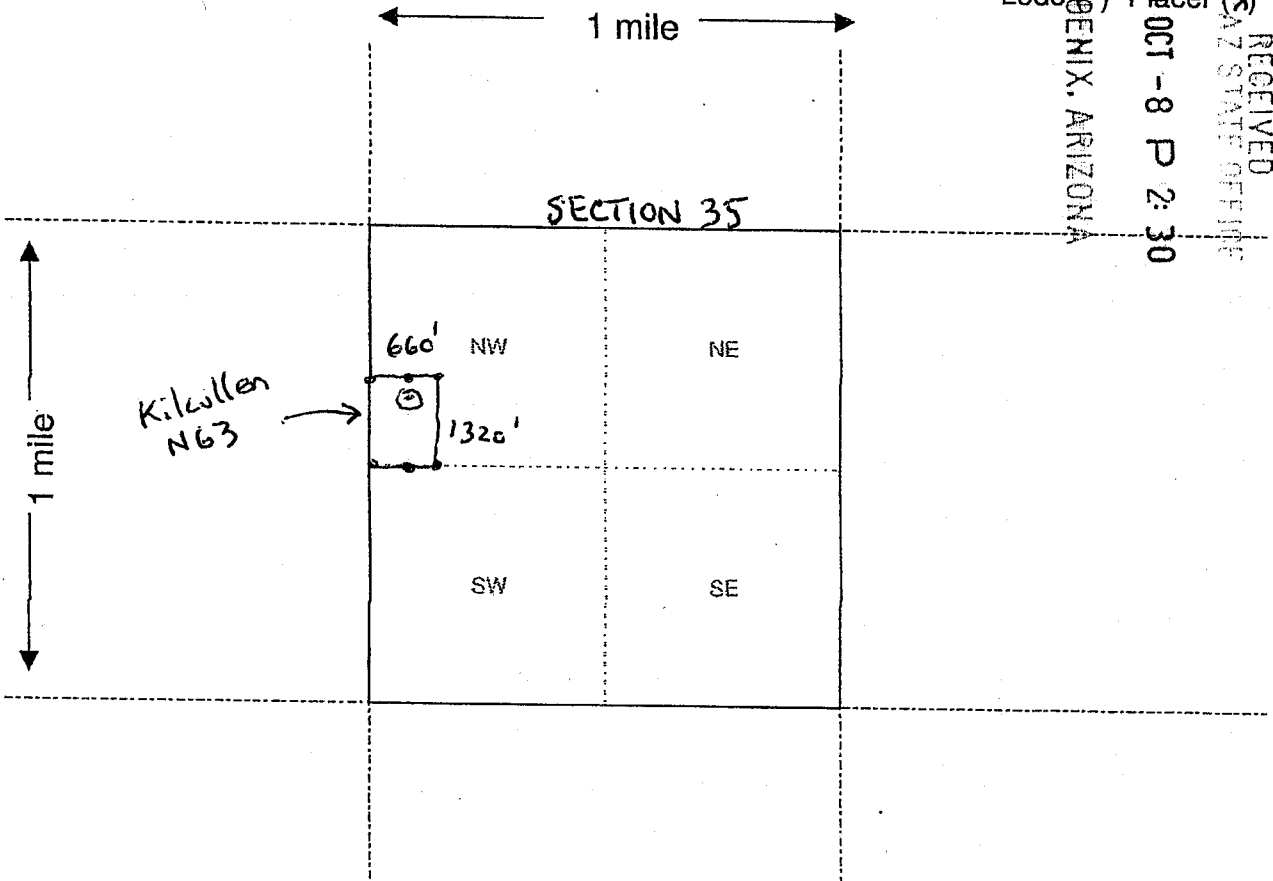 Placer (x)
1 mile
RECEIVED
AZ STATE OFFICE
OCT -8 P 2:30
OENIX, ARIZONA
SECTION 35
660'
NW
NE
Kilcullen
N63
1320'
1 mile
SW
SE